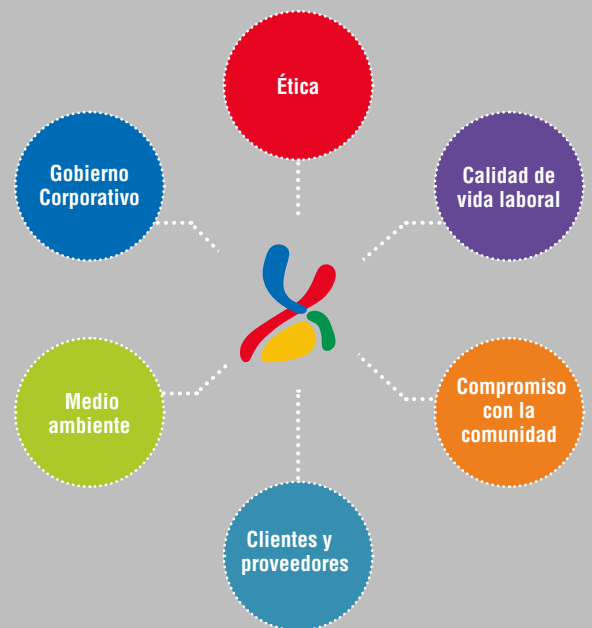 Ética
Gobierno
Corporativo
Calidad de
vida laboral
Medio
ambiente
Compromiso
con la
comunidad
Clientes y
proveedores